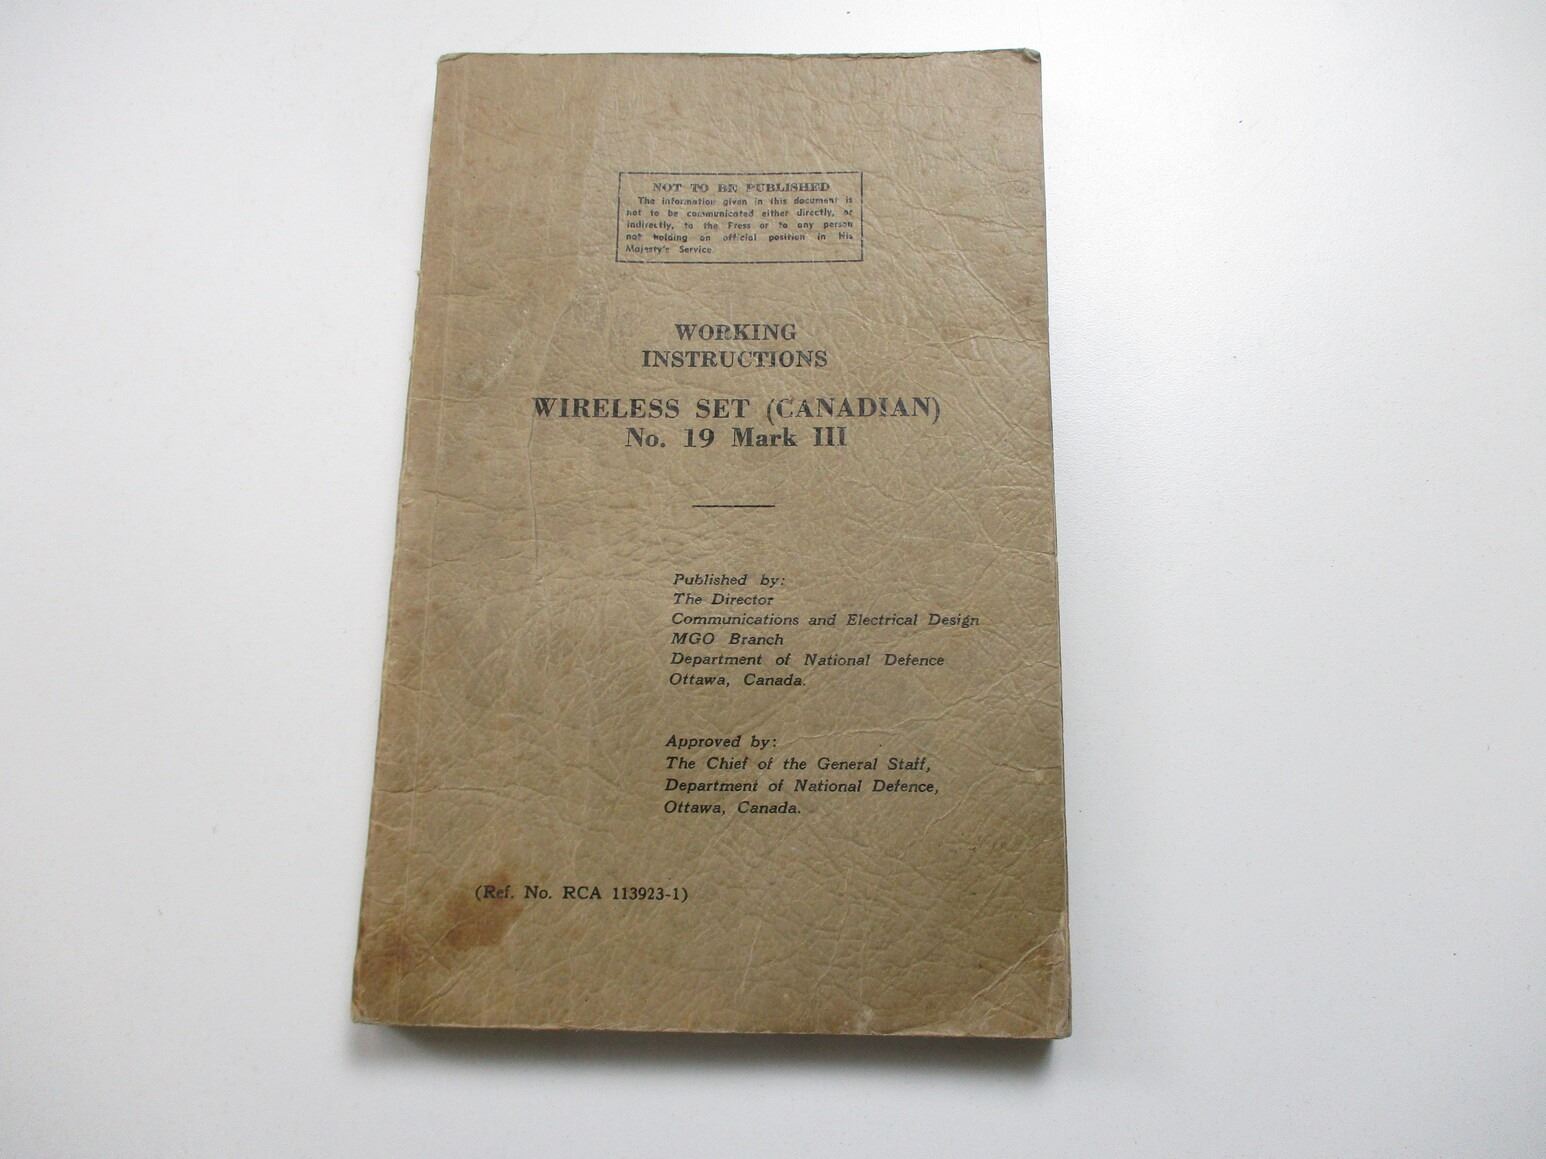 NOT TO BE PUBLISHED
The information given in this document is
not to be communicated either directly, or
indirectly, to the Press or to any person
not holding an official position in His
Majesty's Service.
WORKING
INSTRUCTIONS
WIRELESS SET (CANADIAN)
No. 19 Mark III
Published by:
The Director
Communications and Electrical Design
MGO Branch
Department of National Defence
Ottawa, Canada.
Approved by:
The Chief of the General Staff,
Department of National Defence,
Ottawa, Canada.
(Ref. No. RCA 113923-1)